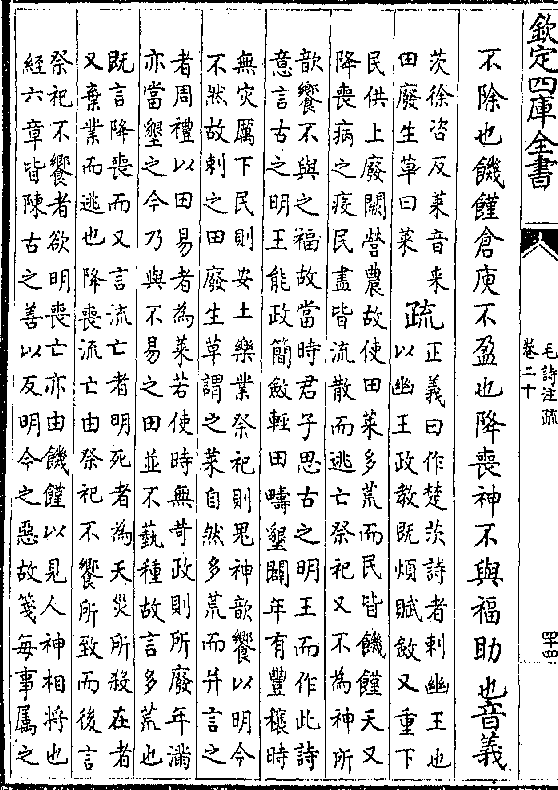 欽定四庫全書
毛詩注疏
卷二十
四十四
不除也饑饉倉庾不盈也降喪神不與福助也音義
茨徐咨反萊音來
田廢生草曰萊
疏
正義曰作楚茨詩者刺幽王也
以幽王政教既煩賦斂又重下
民供上廢闕營農故使田萊多荒而民皆饑饉天又
降喪病之疫民盡皆流散而逃亡祭祀又不為神所
歆饗不與之福故當時君子思古之明王而作此詩
意言古之明王能政簡斂輕田疇墾闢年有豐穰時
無灾厲下民則安土樂業祭祀則鬼神歆饗以明今
不然故刺之田廢生草謂之萊自然多荒而并言之
者周禮以田易者為萊若使時無苛政則所廢年滿
亦當墾之今乃與不易之田並不蓺種故言多荒也
既言降喪而又言流亡者明死者為天災所殺在者
又棄業而逃也降喪流亡由祭祀不饗所致而後言
祭祀不饗者欲明喪亡亦由饑饉以見人神相將也
經六章皆陳古之善以反明今之惡故箋每事屬之